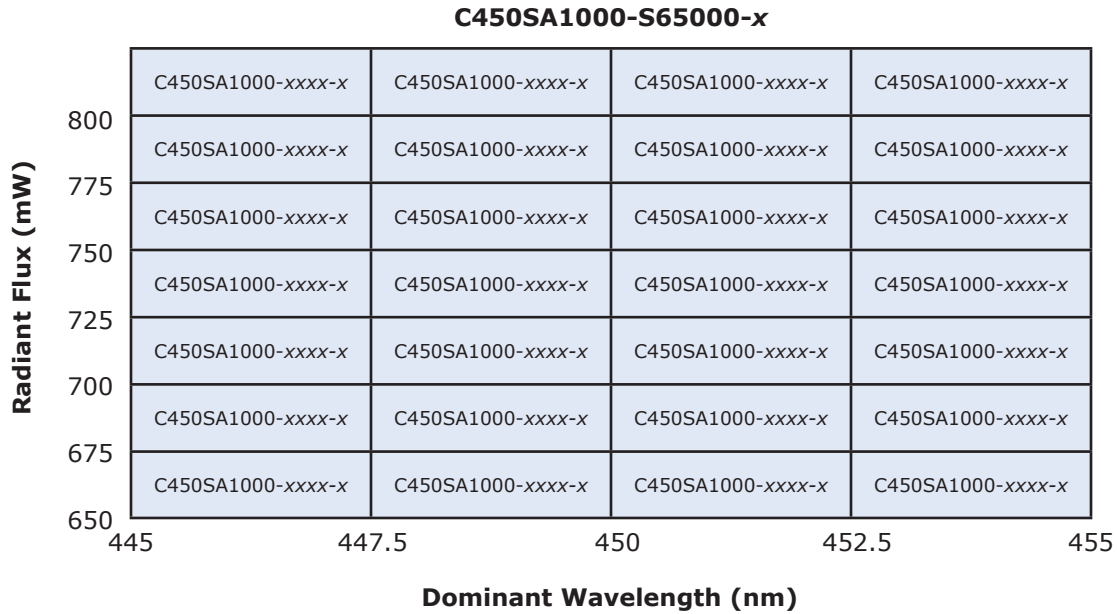 C450SA1000-S65000-x
C450SA1000-xxxx-x C450SA1000-xxxx-x C450SA1000-xxxx-x C450SA1000-xxxx-x
800
C450SA1000-xxxx-x C450SA1000-xxxx-x C450SA1000-xxxx-x C450SA1000-xxxx-x
775
C450SA1000-xxxx-x C450SA1000-xxxx-x C450SA1000-xxxx-x C450SA1000-xxxx-x
750
C450SA1000-xxxx-x C450SA1000-xxxx-x C450SA1000-xxxx-x C450SA1000-xxxx-x
725
C450SA1000-xxxx-x C450SA1000-xxxx-x C450SA1000-xxxx-x C450SA1000-xxxx-x
700
C450SA1000-xxxx-x C450SA1000-xxxx-x C450SA1000-xxxx-x C450SA1000-xxxx-x
675
C450SA1000-xxxx-x C450SA1000-xxxx-x C450SA1000-xxxx-x C450SA1000-xxxx-x
650
Radiant Flux (mW)
445 447.5 450 452.5 455
Dominant Wavelength (nm)